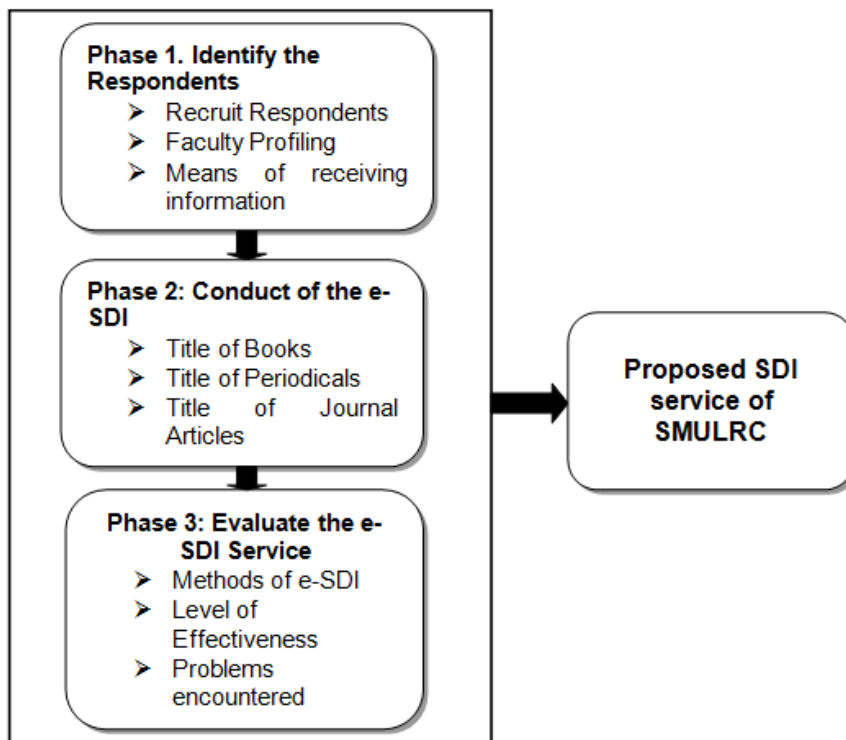 Phase 1. Identify the
Respondents
➢ Recruit Respondents
➢ Faculty Profiling
➢ Means of receiving
information
Phase 2: Conduct of the e-
SDI
➢ Title of Books
➢ Title of Periodicals
➢ Title of Journal
Articles
Phase 3: Evaluate the e-
SDI Service
➢ Methods of e-SDI
➢ Level of
Effectiveness
➢ Problems
encountered
Proposed SDI
service of
SMULRC